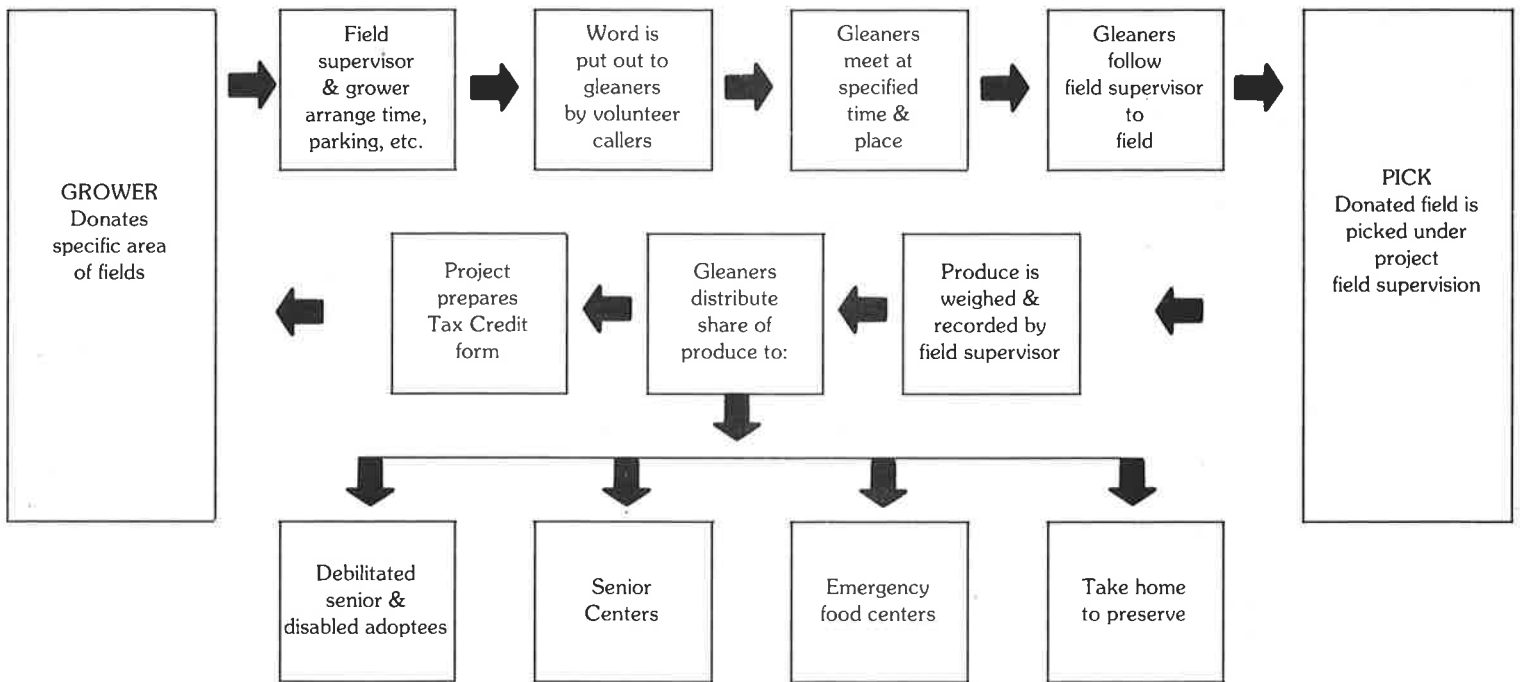 GROWER
Donates
specific area
of fields
Field
supervisor
& grower
arrange time,
parking, etc.
Word is
put out to
gleaners
by volunteer
callers
Gleaners
meet at
specified
time &
place
Gleaners
follow
field supervisor
to
field
PICK
Donated field is
picked under
project
field supervision
Produce is
weighed &
recorded by
field supervisor
Gleaners
distribute
share of
produce to:
Project
prepares
Tax Credit
form
Debilitated
senior &
disabled adoptees
Senior
Centers
Emergency
food centers
Take home
to preserve